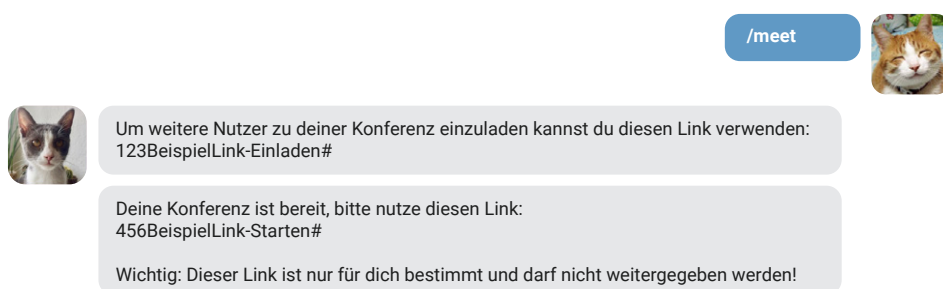 /meet
Um weitere Nutzer zu deiner Konferenz einzuladen kannst du diesen Link verwenden:
123BeispielLink-Einladen#
Deine Konferenz ist bereit, bitte nutze diesen Link:
456BeispielLink-Starten#
Wichtig: Dieser Link ist nur für dich bestimmt und darf nicht weitergegeben werden!